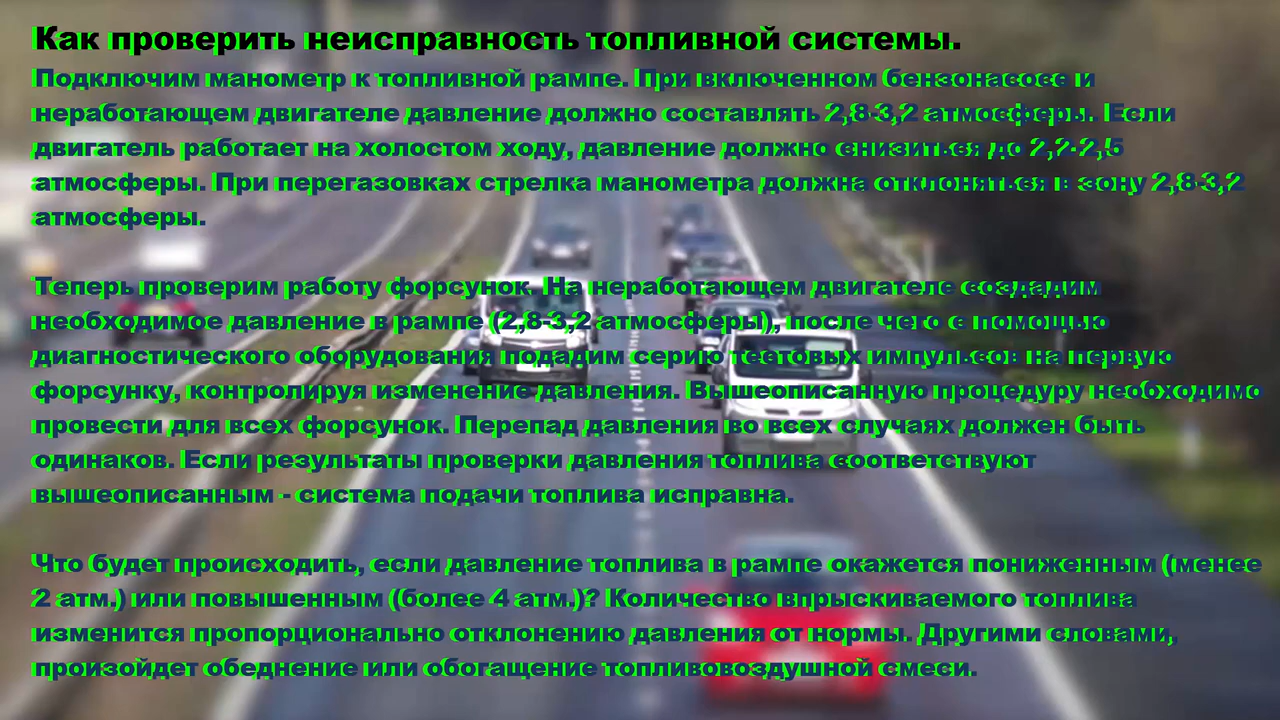 Как проверить неисправность топливной системы.
Подключим манометр к топливной рампе. При включенном бензонасосе и
неработающем двигателе давление должно составлять 2,8-3,2 атмосферы. Если
двигатель работает на холостом ходу, давление должно снизиться до 2,2-2,5
атмосферы. При перегазовках стрелка манометра должна отклоняться в зону 2,8-3,2
атмосферы.
Теперь проверим работу форсунок. На неработающем двигателе создадим
необходимое давление в рампе (2,8-3,2 атмосферы), после чего с помощью
диагностического оборудования подадим серию тестовых импульсов на первую
форсунку, контролируя изменение давления. Вышеописанную процедуру необходимо
провести для всех форсунок. Перепад давления во всех случаях должен быть
одинаков. Если результаты проверки давления топлива соответствуют
вышеописанным - система подачи топлива исправна.
Что будет происходить, если давление топлива в рампе окажется пониженным (менее
2 атм.) или повышенным ((более 4 атм.)? Количество впрыскиваемого топлива
изменится пропорционально отклонению давления от нормы. Другими словами,
произойдет обеднение или обогащение топливовоздушной смеси.